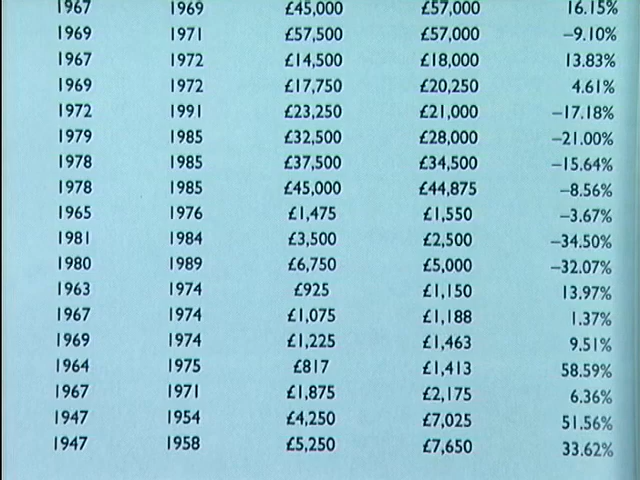 1967 1969 £45,000 £57,000 16.15%
1969 1971 £57,500 £57,000 –9.10%
1967 1972 £14,500 £18,000 13.83%
1969 1972 £17,750 £20,250 4.61%
1972 1991 £23,250 £21,000 –17.18%
1979 1985 £32,500 £28,000 –21.00%
1978 1985 £37,500 £34,500 –15.64%
1978 1985 £45,000 £44,875 –8.56%
1965 1976 £1,475 £1,550 –3.67%
1981 1984 £3,500 £2,500 –34.50%
1980 1989 £6,750 £5,000 –32.07%
1963 1974 £925 £1,150 13.97%
1967 1974 £1,075 £1,188 1.37%
1969 1974 £1,225 £1,463 9.51%
1964 1975 £817 £1,413 58.59%
1967 1971 £1,875 £2,175 6.36%
1947 1954 £4,250 £7,025 51.56%
1947 1958 £5,250 £7,650 33.62%